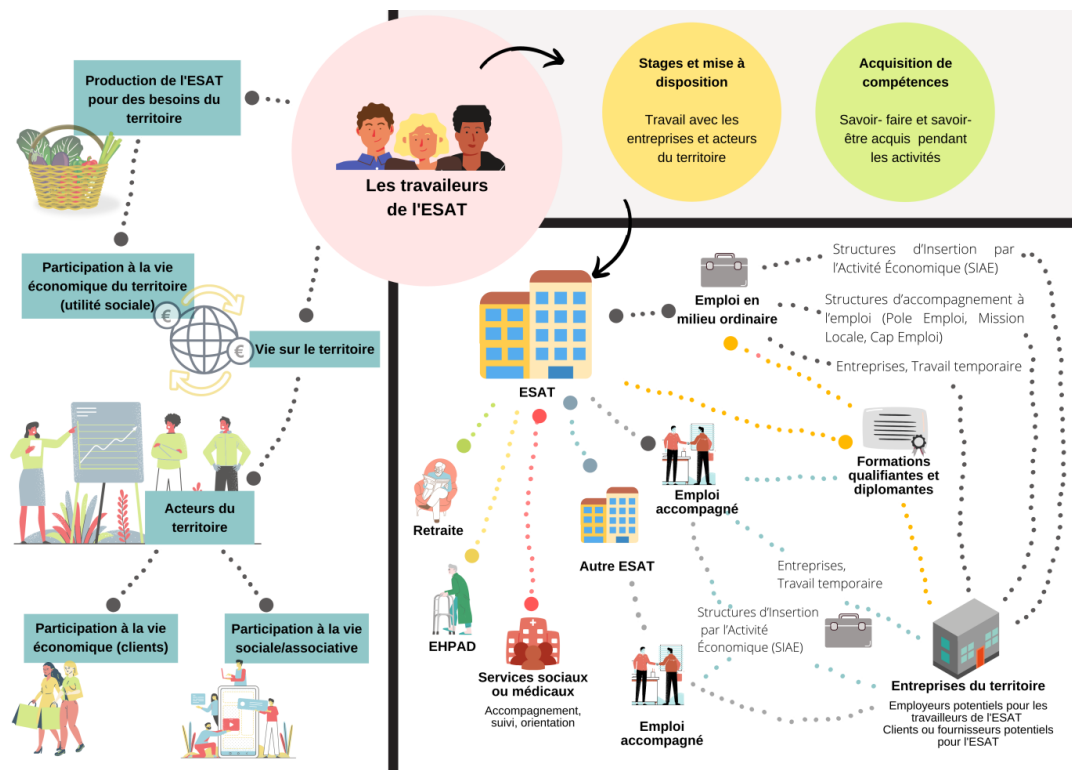 Production de l'ESAT
pour des besoins du
territoire
Participation à la vie
économique du territoire
(utilité sociale)
€
€
Vie sur le territoire
Acteurs du
territoire
Participation à la vie
économique (clients)
Participation à la vie
sociale/associative
Les travaileurs
de l'ESAT
Stages et mise à
disposition
Travail avec les
entreprises et acteurs
du territoire
Acquisition de
compétences
Savoir- faire et savoir-
être acquis pendant
les activités
ESAT
Emploi en
milieu ordinaire
Structures d'Insertion par
l'Activité Économique (SIAE)
Structures d'accompagnement à
l'emploi (Pole Emploi, Mission
Locale, Cap Emploi)
Entreprises, Travail temporaire
Formations
qualifiantes et
diplomantes
Emploi
accompagné
Retraite
EHPAD
Services sociaux
ou médicaux
Accompagnement,
suivi, orientation
Autre ESAT
Emploi
accompagné
Entreprises,
Travail temporaire
Structures d'Insertion
par l'Activité
Économique (SIAE)
Entreprises du territoire
Employeurs potentiels pour les
travailleurs de l'ESAT
Clients ou fournisseurs potentiels
pour l'ESAT